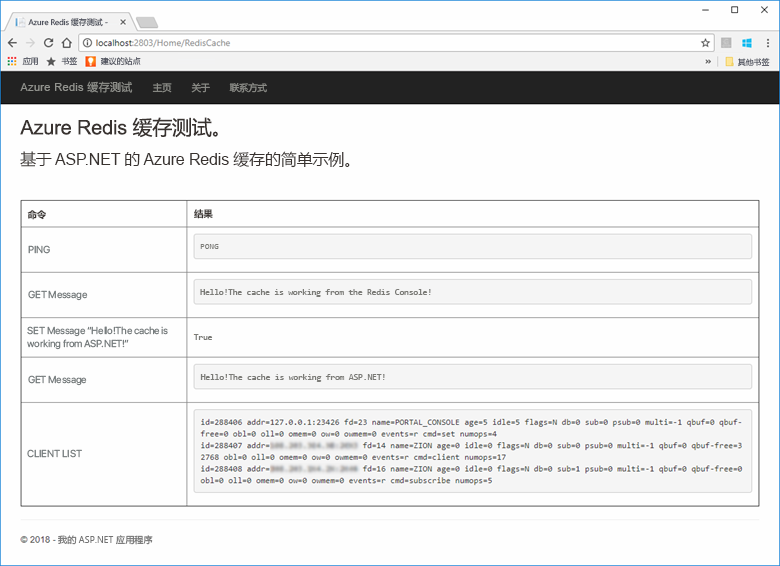 Azure Redis 缓存测试 -
localhost:2803/Home/RedisCache
应用 书签 建议的站点 » 其他书签
Azure Redis 缓存测试 主页 关于 联系方式
Azure Redis 缓存测试。
基于 ASP.NET 的 Azure Redis 缓存的简单示例。
命令 结果
PING PONG
GET Message Hello!The cache is working from the Redis Console!
SET Message "Hello!The cache is
working from ASP.NET!" True
GET Message Hello!The cache is working from ASP.NET!
CLIENT LIST
id=288406 addr=127.0.0.1:23426 fd=23 name=PORTAL_CONSOLE age=5 idle=5 flags=N db=0 sub=0 psub=0 multi=-1 qbuf=0 qbuf-
free=0 obl=0 oll=0 omem=0 ow=0 owmem=0 events=r cmd=set numops=4
id=288407 addr= fd=14 name=ZION age=0 idle=0 flags=N db=0 sub=0 psub=0 multi=-1 qbuf=0 qbuf-free=3
2768 obl=0 oll=0 omem=0 ow=0 owmem=0 events=r cmd=client numops=17
id=288408 addr= fd=16 name=ZION age=0 idle=0 flags=N db=0 sub=1 psub=0 multi=-1 qbuf=0 qbuf-free=0
obl=0 oll=0 omem=0 ow=0 owmem=0 events=r cmd=subscribe numops=5
© 2018 - 我的 ASP.NET 应用程序